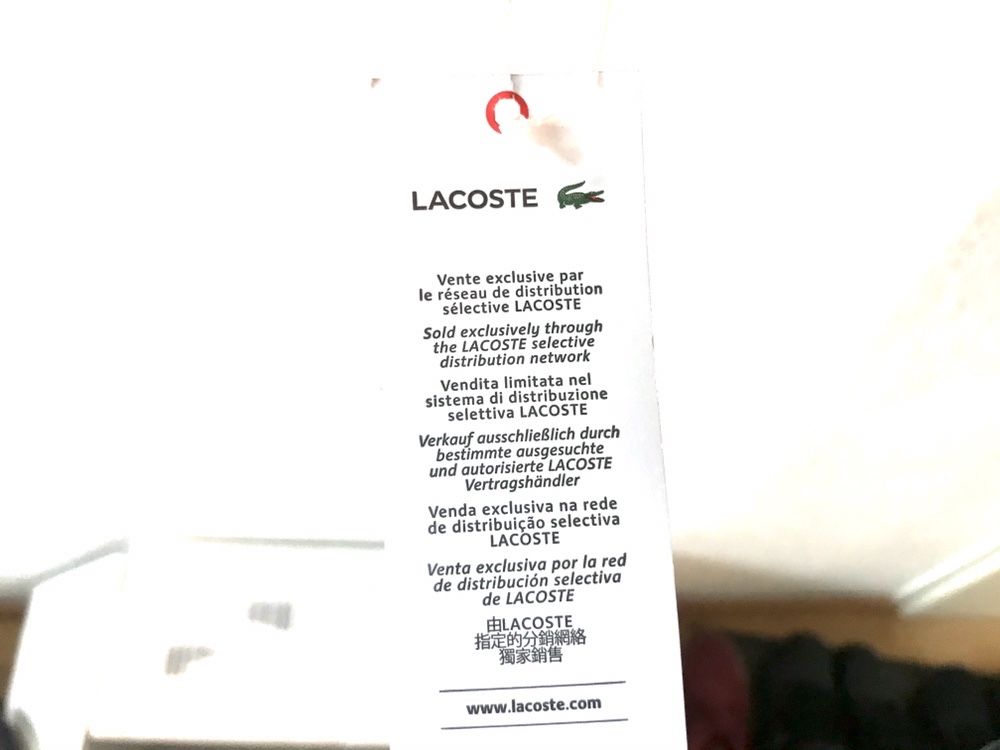 LACOSTE
Vente exclusive par
le réseau de distribution
sélective LACOSTE
Sold exclusively through
the LACOSTE selective
distribution network
Vendita limitata nel
sistema di distribuzione
selettiva LACOSTE
Verkauf ausschließlich durch
bestimmte ausgesuchte
und autorisierte LACOSTE
Vertragshändler
Venda exclusiva na rede
de distribuição selectiva
LACOSTE
Venta exclusiva por la red
de distribución selectiva
de LACOSTE
由LACOSTE
指定的分銷網絡
獨家銷售
www.lacoste.com